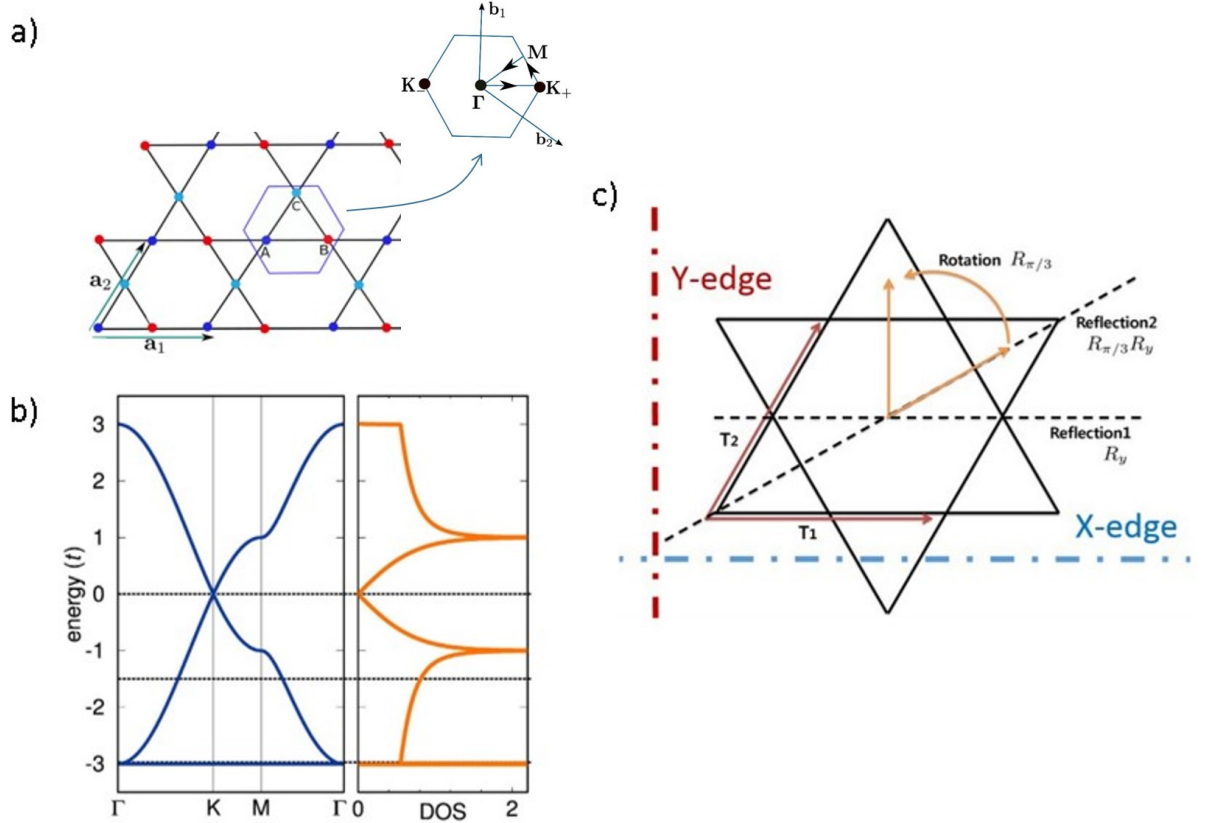 a)
b₁
M
K₋
Γ
K₊
b₂
C
A
B
a₂
a₁
b)
3
2
1
0
-1
-2
-3
energy (t)
Γ
K
M
Γ
0
DOS
2
c)
Y-edge
Rotation R_{π/3}
Reflection2
R_{π/3}R_y
Reflection1
R_y
T₂
T₁
X-edge